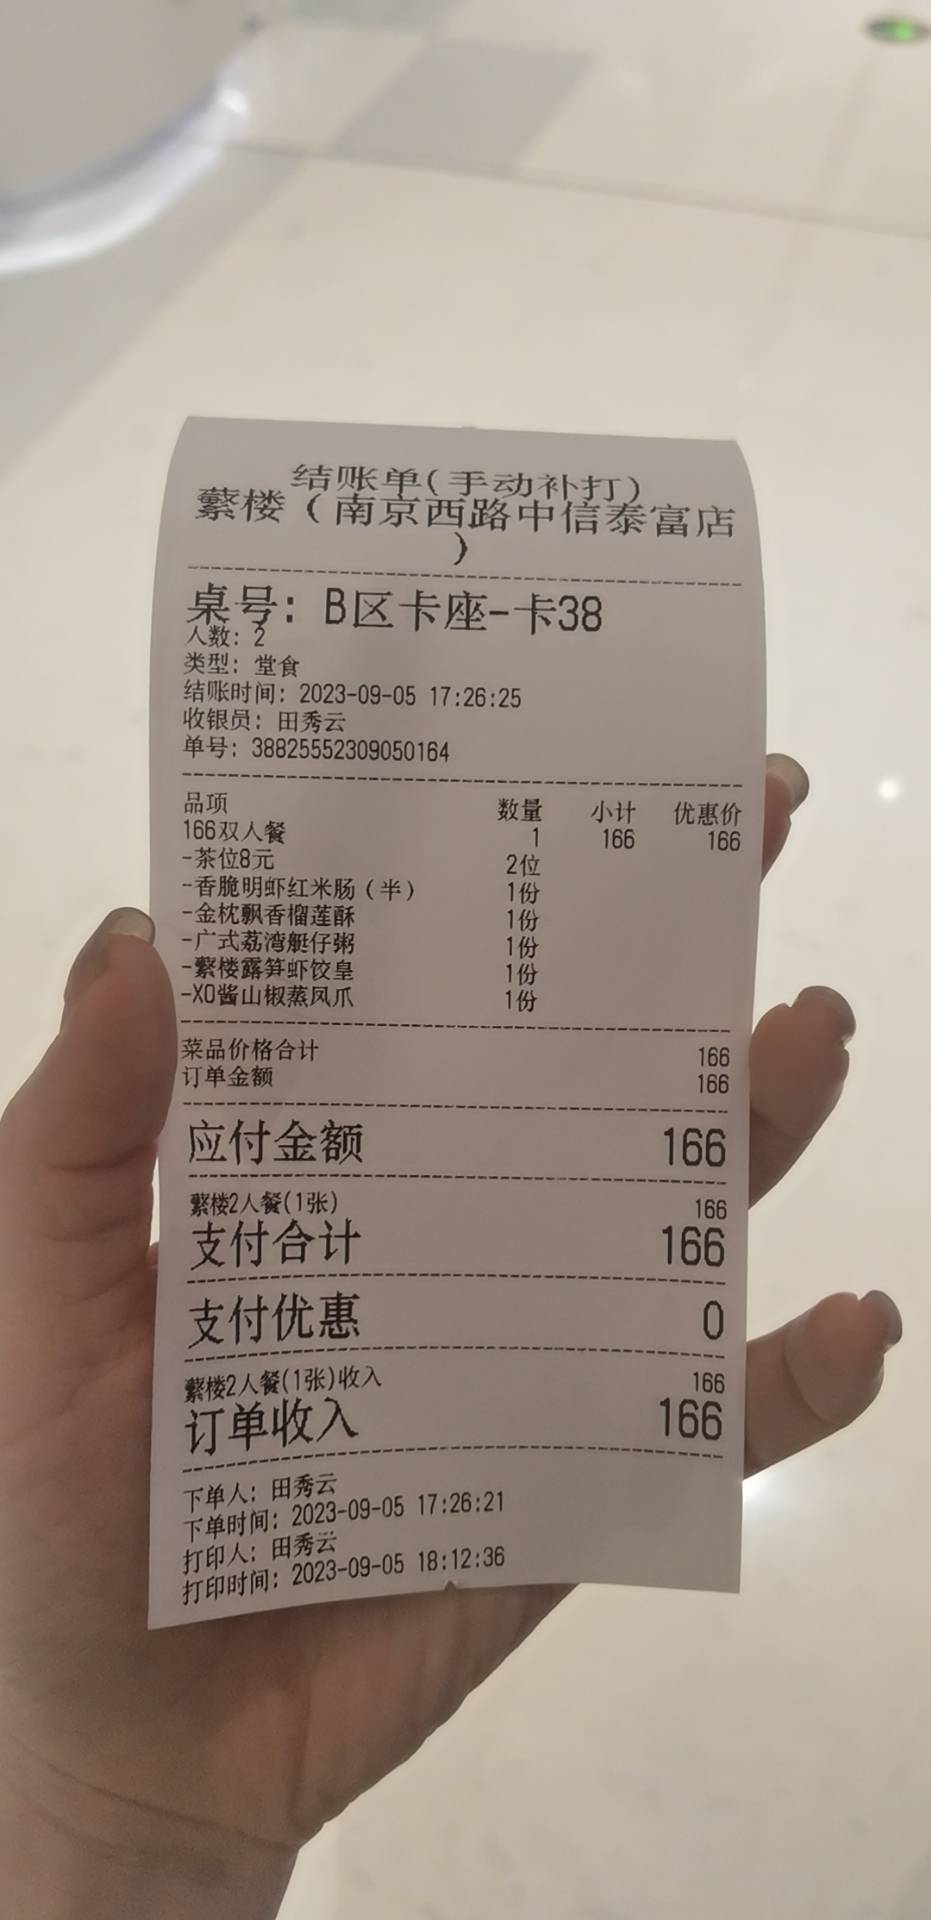 结账单(手动补打)
蘩楼（南京西路中信泰富店
）
桌号: B区卡座-卡38
人数: 2
类型: 堂食
结账时间: 2023-09-05 17:26:25
收银员: 田秀云
单号: 38825552309050164
品项 数量 小计 优惠价
166双人餐 1 166 166
-茶位8元 2位
-香脆明虾红米肠（半） 1份
-金枕飘香榴莲酥 1份
-广式荔湾艇仔粥 1份
-蘩楼露笋虾饺皇 1份
-XO酱山椒蒸凤爪 1份
菜品价格合计 166
订单金额 166
应付金额 166
蘩楼2人餐(1张) 166
支付合计 166
支付优惠 0
蘩楼2人餐(1张)收入 166
订单收入 166
下单人: 田秀云
下单时间: 2023-09-05 17:26:21
打印人: 田秀云
打印时间: 2023-09-05 18:12:36